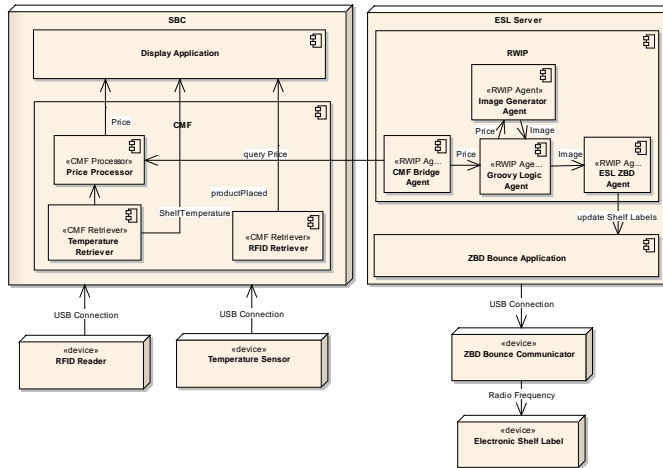 SBC
Display Application
CMF
Price
«CMF Processor»
Price Processor
productPlaced
ShelfTemperature
«CMF Retriever»
Temperature
Retriever
«CMF Retriever»
RFID Retriever
USB Connection
USB Connection
«device»
RFID Reader
«device»
Temperature Sensor
query Price
ESL Server
RWIP
«RWIP Agent»
Image Generator
Agent
Price
Image
«RWIP Ag...
CMF Bridge
Agent
Price
«RWIP Age...
Groovy Logic
Agent
Image
«RWIP Ag...
ESL ZBD
Agent
update Shelf Labels
ZBD Bounce Application
USB Connection
«device»
ZBD Bounce Communicator
Radio Frequency
«device»
Electronic Shelf Label